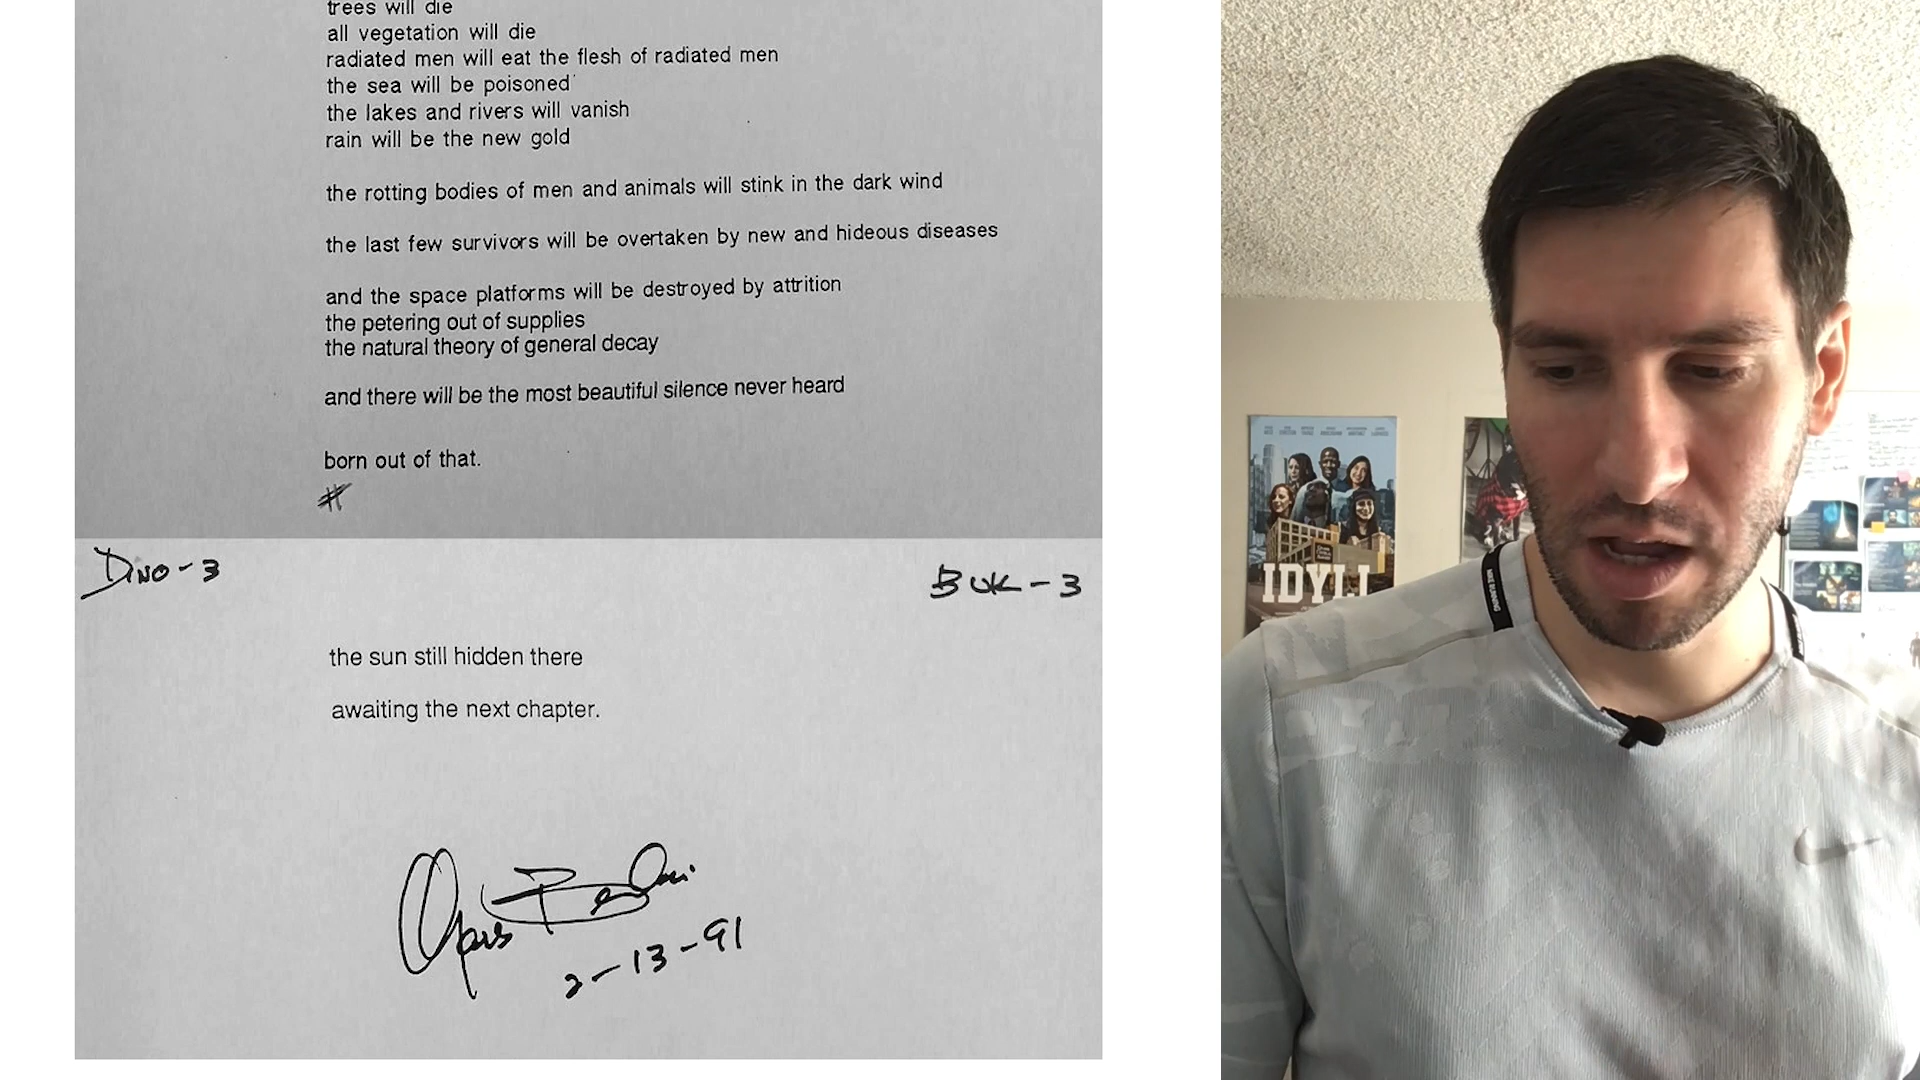 trees will die
all vegetation will die
radiated men will eat the flesh of radiated men
the sea will be poisoned
the lakes and rivers will vanish
rain will be the new gold
the rotting bodies of men and animals will stink in the dark wind
the last few survivors will be overtaken by new and hideous diseases
and the space platforms will be destroyed by attrition
the petering out of supplies
the natural theory of general decay
and there will be the most beautiful silence never heard
born out of that.
#
DINO-3
BUK-3
the sun still hidden there
awaiting the next chapter.
2-13-91
IDYLL
NIKE RUNNING